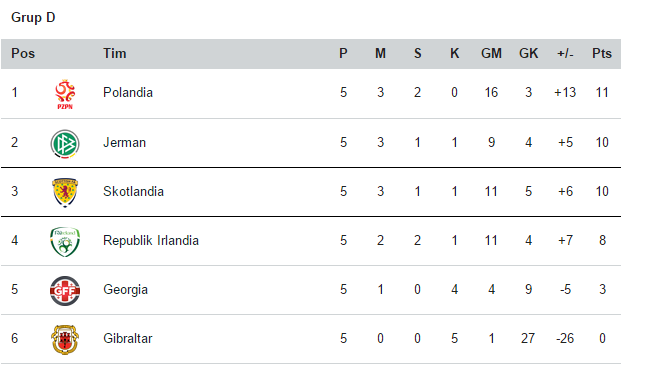 Grup D
Pos Tim P M S K GM GK +/- Pts
1 PZPN Polandia 5 3 2 0 16 3 +13 11
2 Jerman 5 3 1 1 9 4 +5 10
3 Skotlandia 5 3 1 1 11 5 +6 10
4 Republik Irlandia 5 2 2 1 11 4 +7 8
5 GFF Georgia 5 1 0 4 4 9 -5 3
6 Gibraltar 5 0 0 5 1 27 -26 0